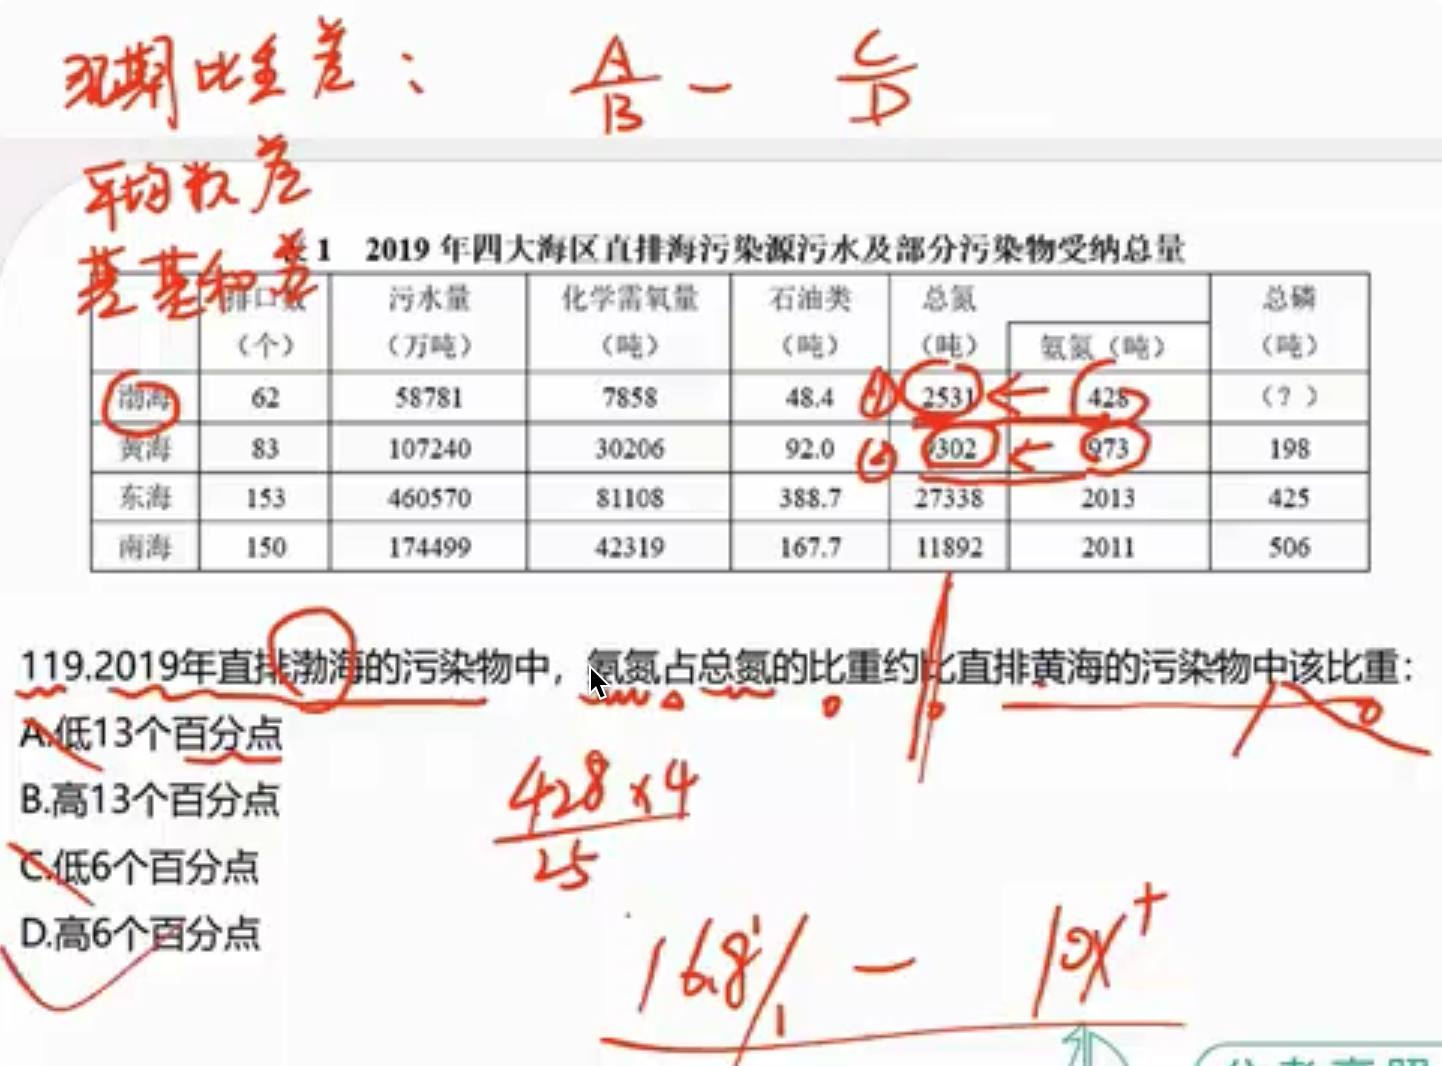 现期比重差： A/B - C/D
平均数差
基期和差
表1 2019年四大海区直排海污染源污水及部分污染物受纳总量
排口数（个） 污水量（万吨） 化学需氧量（吨） 石油类（吨） 总氮（吨） 氨氮（吨） 总磷（吨）
渤海 62 58781 7858 48.4 ① 2531 ← 428 （？）
黄海 83 107240 30206 92.0 ② 9302 ← 973 198
东海 153 460570 81108 388.7 27338 2013 425
南海 150 174499 42319 167.7 11892 2011 506
119.2019年直排渤海的污染物中，氨氮占总氮的比重约比直排黄海的污染物中该比重：
A.低13个百分点
B.高13个百分点
428×4
25
C.低6个百分点
D.高6个百分点
16.8% - 10%+